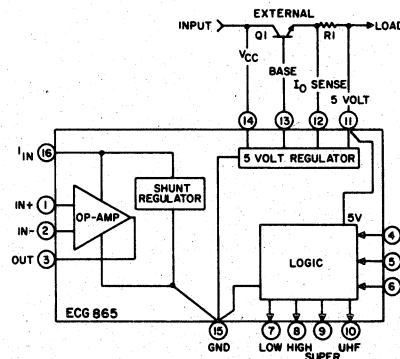 EXTERNAL
INPUT
Q1
R1
LOAD
VCC
BASE
IO SENSE
5 VOLT
14
13
12
11
IIN 16
5 VOLT REGULATOR
SHUNT REGULATOR
IN+ 1
OP-AMP
IN- 2
OUT 3
5V
LOGIC
4
5
6
ECG 865
15
GND
7
8
9
10
LOW HIGH
SUPER
UHF